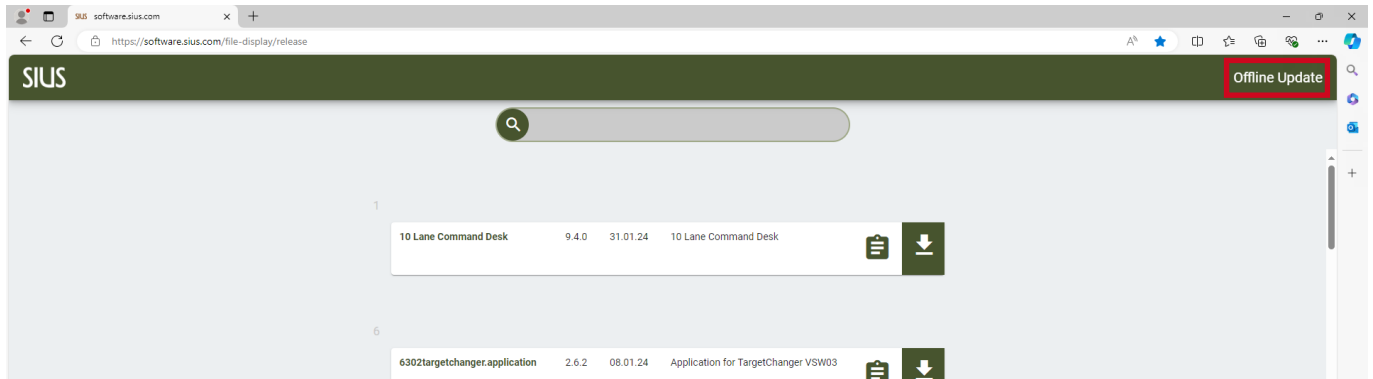 SIUS software.sius.com
https://software.sius.com/file-display/release
SIUS
Offline Update
1
10 Lane Command Desk 9.4.0 31.01.24 10 Lane Command Desk
6
6302targetchanger.application 2.6.2 08.01.24 Application for TargetChanger VSW03